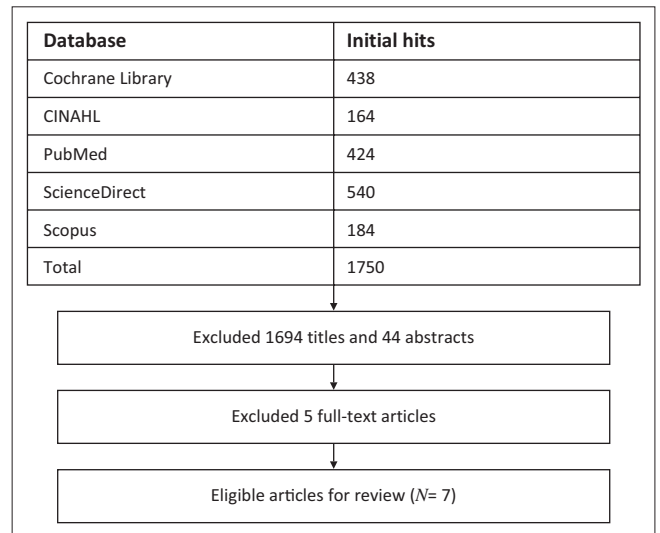 Database Initial hits
Cochrane Library 438
CINAHL 164
PubMed 424
ScienceDirect 540
Scopus 184
Total 1750
Excluded 1694 titles and 44 abstracts
Excluded 5 full-text articles
Eligible articles for review (N= 7)